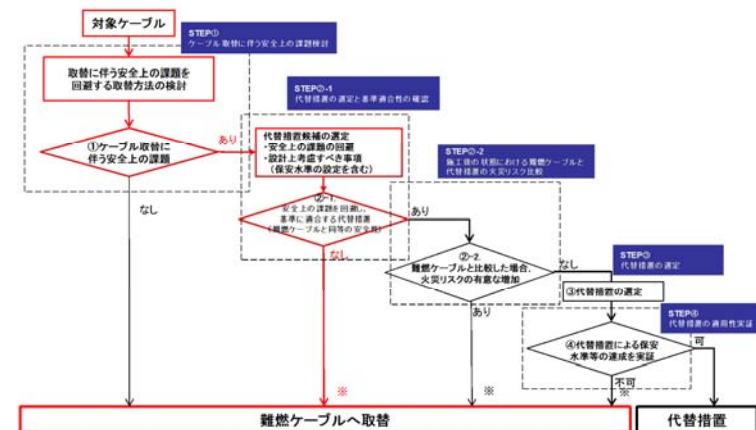 対象ケーブル
STEP①
ケーブル取替に伴う安全上の課題検討
取替に伴う安全上の課題を
回避する取替方法の検討
STEP②-1
代替措置の選定と基準適合性の確認
①ケーブル取替に
伴う安全上の課題
あり
なし
代替措置候補の選定
・安全上の課題の回避
・設計上考慮すべき事項
（保安水準の設定を含む）
STEP②-2
施工後の状態における難燃ケーブルと
代替措置の火災リスク比較
②-1.
安全上の課題を回避し、
基準に適合する代替措置
（難燃ケーブルと同等の安全性）
あり
なし
②-2.
難燃ケーブルと比較した場合、
火災リスクの有意な増加
なし
あり
STEP③
代替措置の選定
③代替措置の選定
STEP④
代替措置の適用性実証
④代替措置による保安
水準等の達成を実証
可
不可
※
※
※
難燃ケーブルへ取替
代替措置